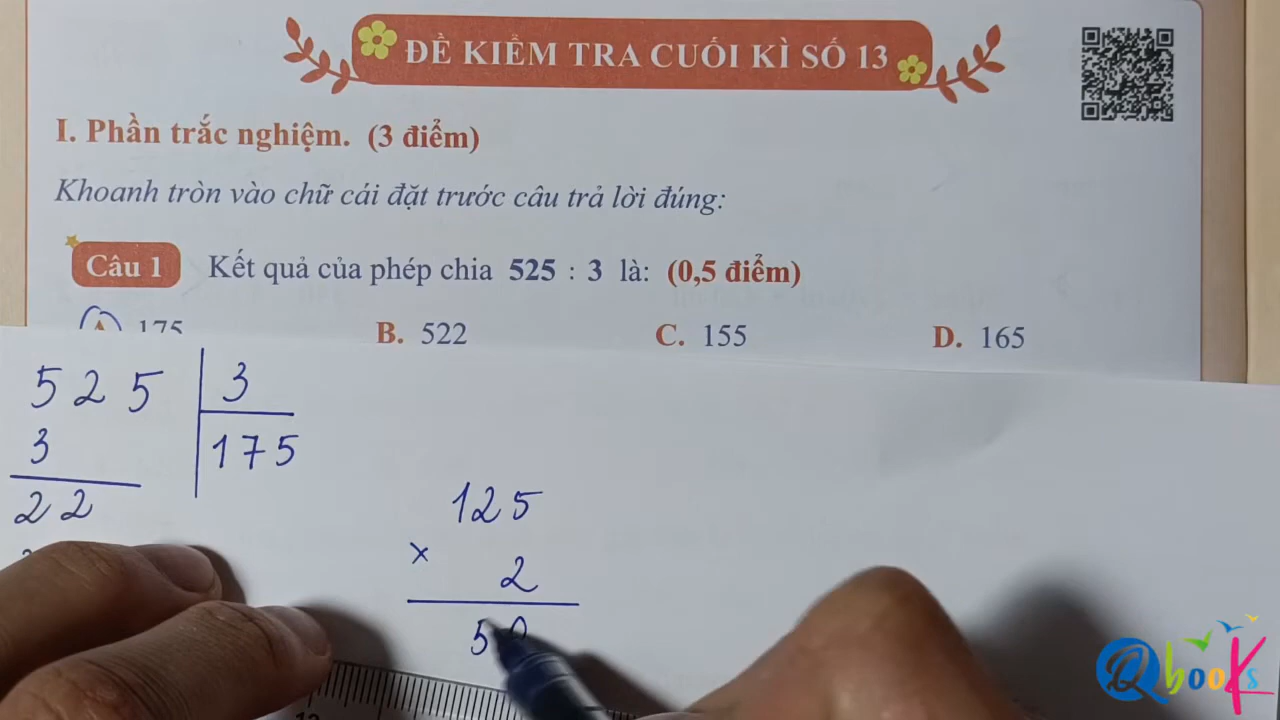 ĐỀ KIỂM TRA CUỐI KÌ SỐ 13
I. Phần trắc nghiệm. (3 điểm)
Khoanh tròn vào chữ cái đặt trước câu trả lời đúng:
Câu 1 Kết quả của phép chia 525 : 3 là: (0,5 điểm)
A 175 B. 522 C. 155 D. 165
525 3
3 175
22
125
× 2
50
Qbooks